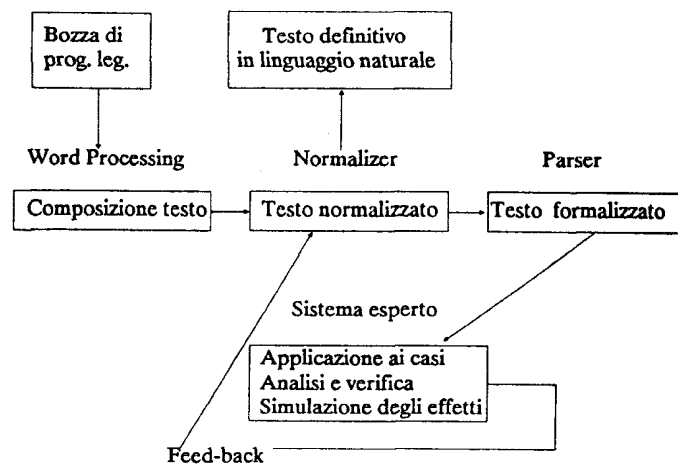 Bozza di
prog. leg.
Testo definitivo
in linguaggio naturale
Word Processing
Normalizer
Parser
Composizione testo
Testo normalizzato
Testo formalizzato
Sistema esperto
Applicazione ai casi
Analisi e verifica
Simulazione degli effetti
Feed-back